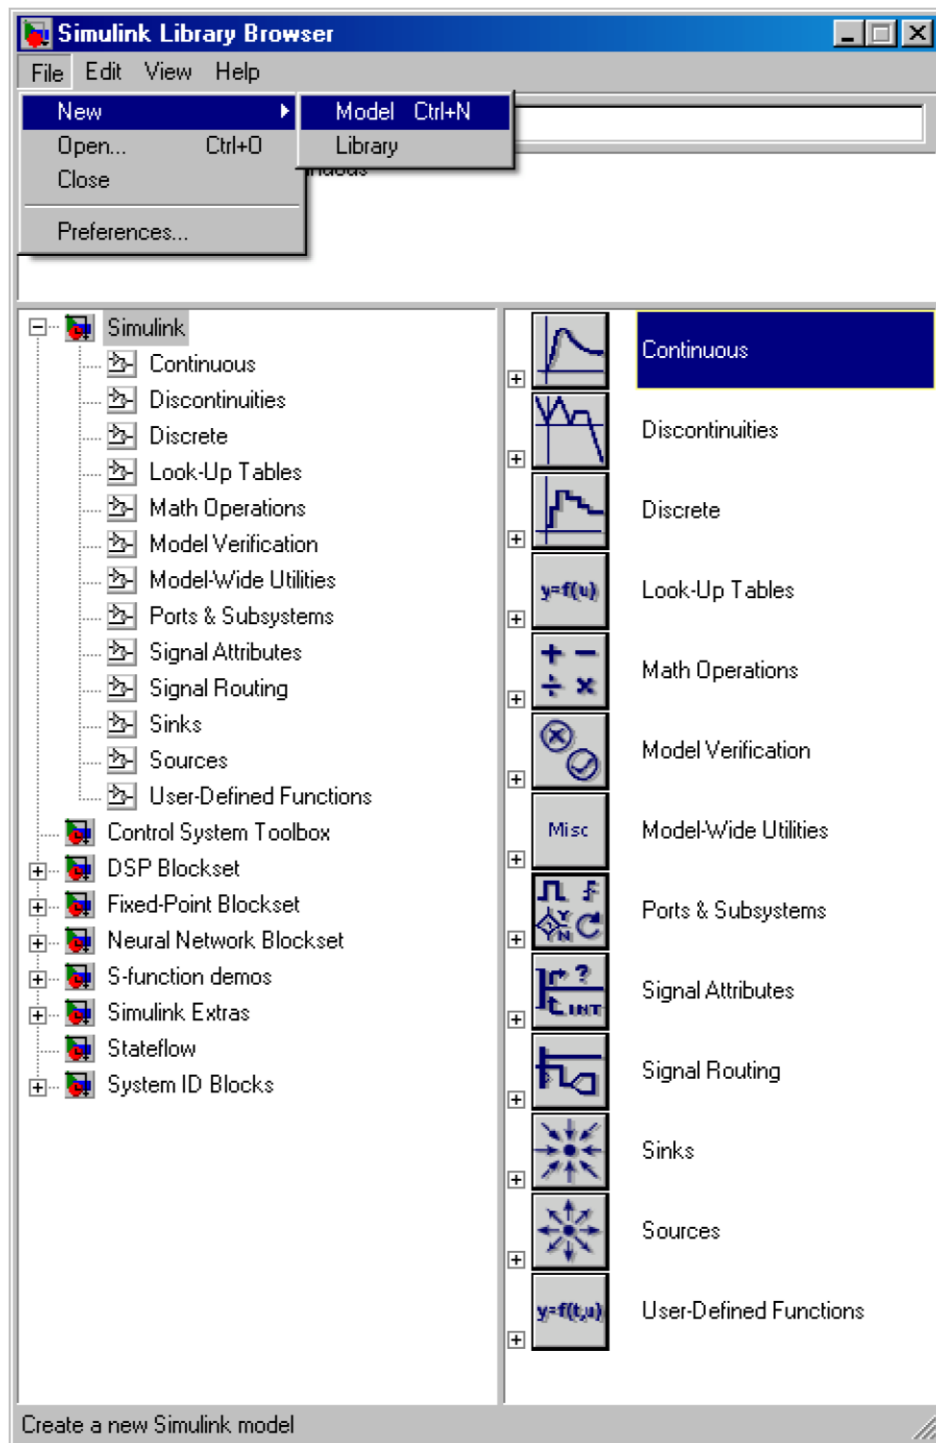 Simulink Library Browser
File Edit View Help
New
Model Ctrl+N
Open... Ctrl+O
Library
Close
Preferences...
Simulink
Continuous
Discontinuities
Discrete
Look-Up Tables
Math Operations
Model Verification
Model-Wide Utilities
Ports & Subsystems
Signal Attributes
Signal Routing
Sinks
Sources
User-Defined Functions
Control System Toolbox
DSP Blockset
Fixed-Point Blockset
Neural Network Blockset
S-function demos
Simulink Extras
Stateflow
System ID Blocks
Continuous
Discontinuities
Discrete
y=f(u) Look-Up Tables
Math Operations
Model Verification
Misc Model-Wide Utilities
Y N Ports & Subsystems
? t INT Signal Attributes
Signal Routing
Sinks
Sources
y=f(t,u) User-Defined Functions
Create a new Simulink model